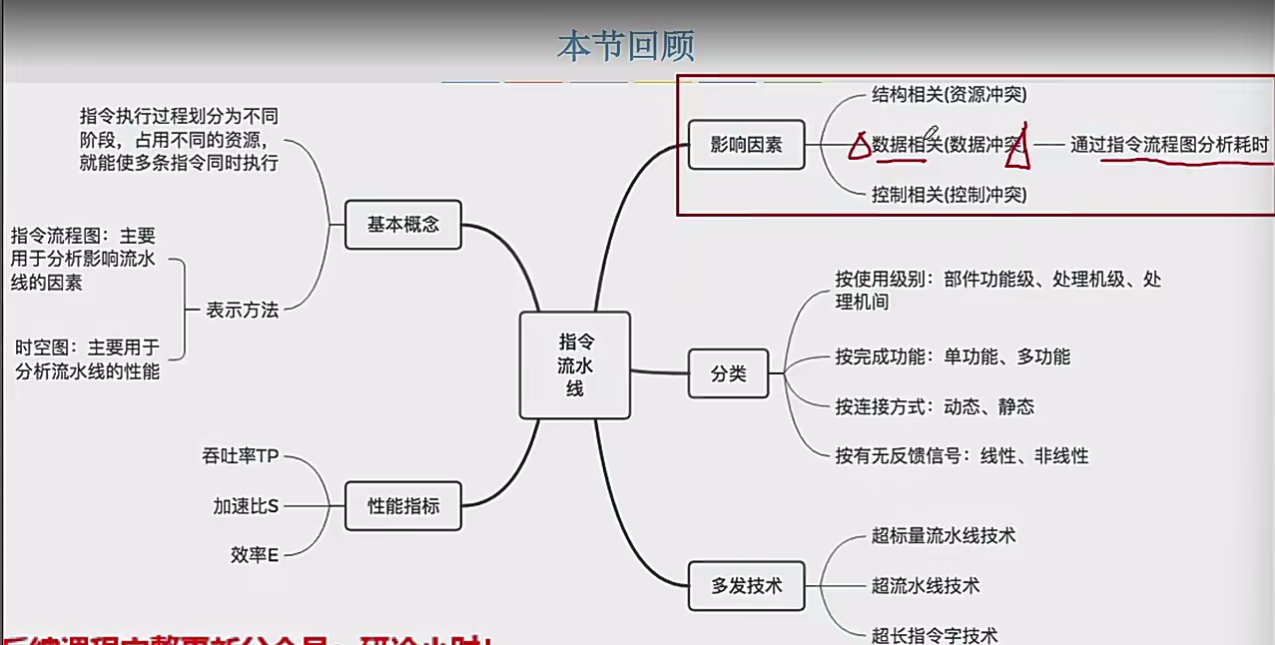 本节回顾
指令执行过程划分为不同
阶段，占用不同的资源，
就能使多条指令同时执行
基本概念
指令流程图：主要
用于分析影响流水
线的因素
表示方法
时空图：主要用于
分析流水线的性能
吞吐率TP
加速比S
效率E
性能指标
指令
流水
线
影响因素
结构相关(资源冲突)
数据相关(数据冲突)
通过指令流程图分析耗时
控制相关(控制冲突)
分类
按使用级别：部件功能级、处理机级、处
理机间
按完成功能：单功能、多功能
按连接方式：动态、静态
按有无反馈信号：线性、非线性
多发技术
超标量流水线技术
超流水线技术
超长指令字技术